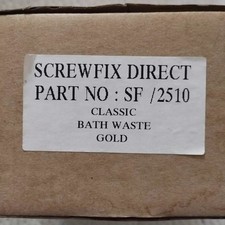 SCREWFIX DIRECT
PART NO : SF /2510
CLASSIC
BATH WASTE
GOLD